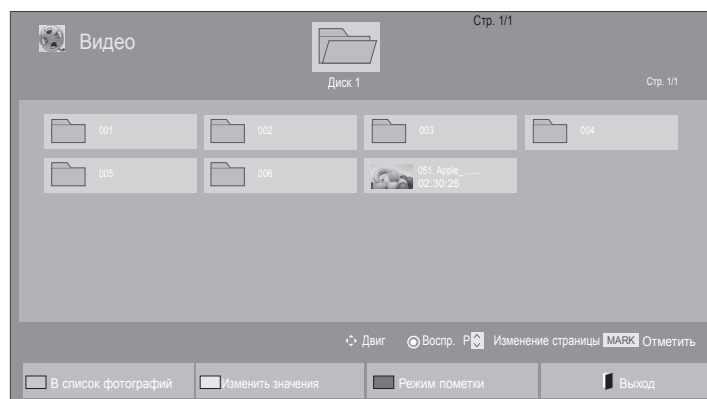 Стр. 1/1
Видео
Диск 1
Стр. 1/1
001 002 003 004
005 006 051. Apple_ ......
02:30:25
Двиг Воспр. P Изменение страницы MARK Отметить
В список фотографий Изменить значения Режим пометки Выход